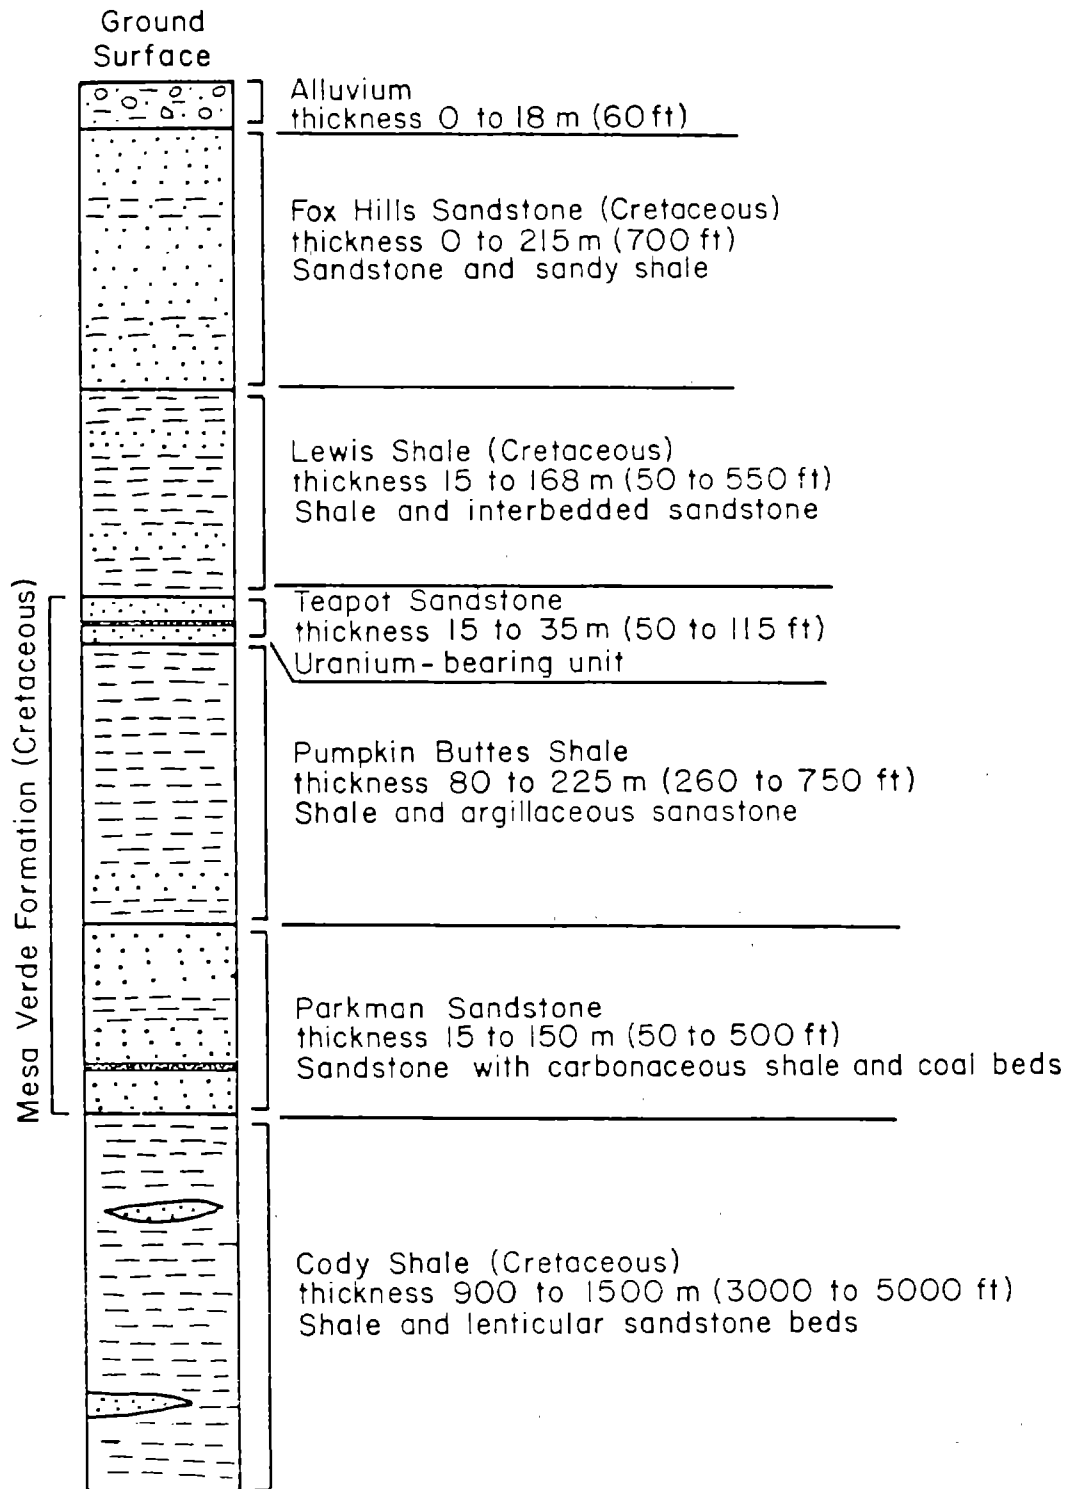 Ground
Surface
Alluvium
thickness 0 to 18 m (60 ft)
Fox Hills Sandstone (Cretaceous)
thickness 0 to 215 m (700 ft)
Sandstone and sandy shale
Lewis Shale (Cretaceous)
thickness 15 to 168 m (50 to 550 ft)
Shale and interbedded sandstone
Mesa Verde Formation (Cretaceous)
Teapot Sandstone
thickness 15 to 35 m (50 to 115 ft)
Uranium-bearing unit
Pumpkin Buttes Shale
thickness 80 to 225 m (260 to 750 ft)
Shale and argillaceous sandstone
Parkman Sandstone
thickness 15 to 150 m (50 to 500 ft)
Sandstone with carbonaceous shale and coal beds
Cody Shale (Cretaceous)
thickness 900 to 1500 m (3000 to 5000 ft)
Shale and lenticular sandstone beds